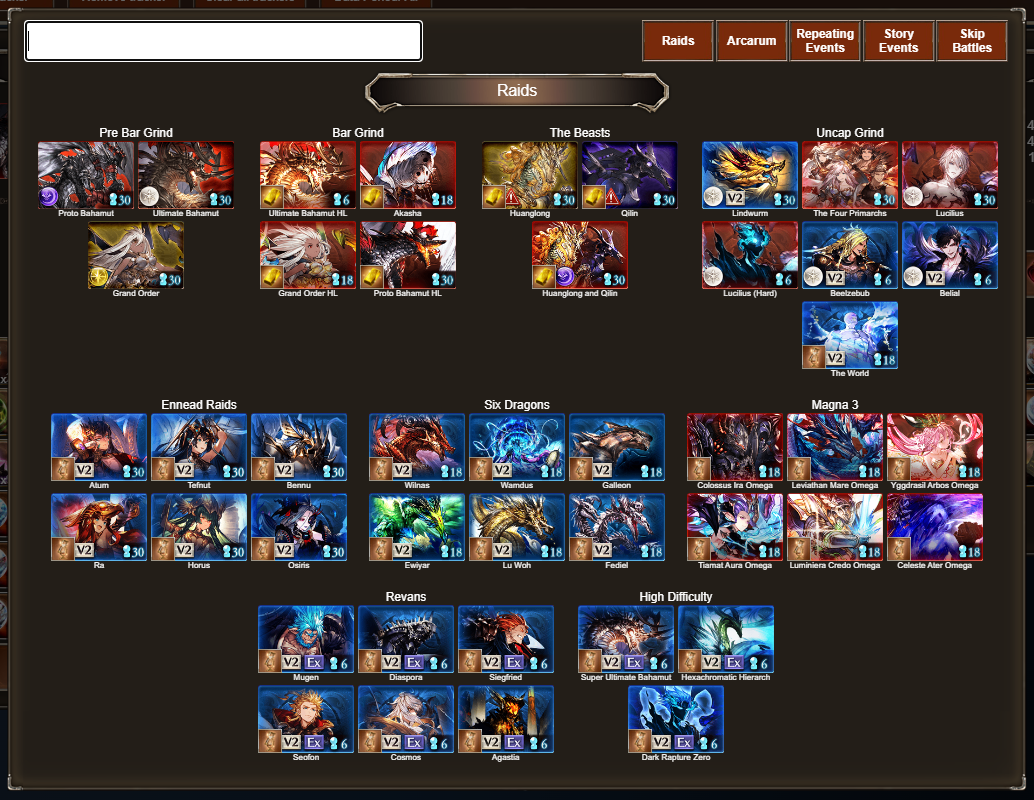 Raids
Arcarum
Repeating
Events
Story
Events
Skip
Battles
Raids
Pre Bar Grind
30
Proto Bahamut
30
Ultimate Bahamut
30
Grand Order
Bar Grind
6
Ultimate Bahamut HL
18
Akasha
18
Grand Order HL
30
Proto Bahamut HL
The Beasts
30
Huanglong
30
Qilin
30
Huanglong and Qilin
Uncap Grind
V2 30
Lindwurm
30
The Four Primarchs
30
Lucilius
6
Lucilius (Hard)
V2 6
Beelzebub
V2 6
Belial
V2 18
The World
Ennead Raids
V2 30
Atum
V2 30
Tefnut
V2 30
Bennu
V2 30
Ra
V2 30
Horus
V2 30
Osiris
Six Dragons
V2 18
Wilnas
V2 18
Wamdus
V2 18
Galleon
V2 18
Ewiyar
V2 18
Lu Woh
V2 18
Fediel
Magna 3
18
Colossus Ira Omega
18
Leviathan Mare Omega
18
Yggdrasil Arbos Omega
18
Tiamat Aura Omega
18
Luminiera Credo Omega
18
Celeste Ater Omega
Revans
V2 Ex 6
Mugen
V2 Ex 6
Diaspora
V2 Ex 6
Siegfried
V2 Ex 6
Seofon
V2 Ex 6
Cosmos
V2 Ex 6
Agastia
High Difficulty
V2 Ex 6
Super Ultimate Bahamut
V2 Ex 6
Hexachromatic Hierarch
V2 Ex 6
Dark Rapture Zero